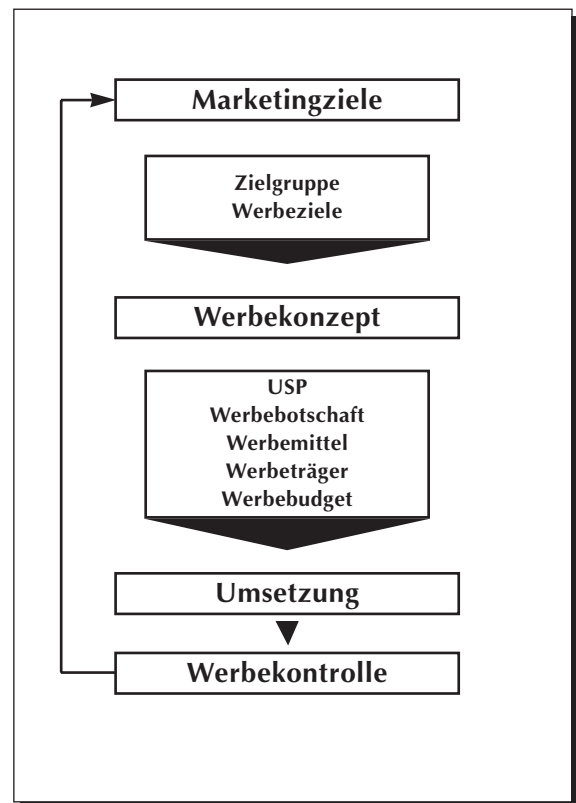 Marketingziele
Zielgruppe
Werbeziele
Werbekonzept
USP
Werbebotschaft
Werbemittel
Werbeträger
Werbebudget
Umsetzung
Werbekontrolle